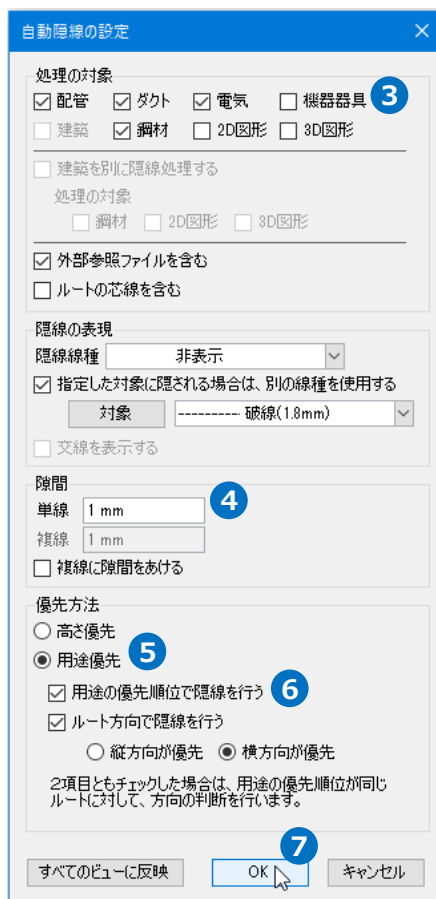 自動隠線の設定
処理の対象
配管 ダクト 電気 機器器具 3
建築 鋼材 2D図形 3D図形
建築を別に隠線処理する
処理の対象
鋼材 2D図形 3D図形
外部参照ファイルを含む
ルートの芯線を含む
隠線の表現
隠線線種 非表示
指定した対象に隠される場合は、別の線種を使用する
対象 --------- 破線(1.8mm)
交線を表示する
隙間
単線 1 mm 4
複線 1 mm
複線に隙間をあける
優先方法
高さ優先
用途優先 5
用途の優先順位で隠線を行う 6
ルート方向で隠線を行う
縦方向が優先 横方向が優先
2項目ともチェックした場合は、用途の優先順位が同じ
ルートに対して、方向の判断を行います。
7
すべてのビューに反映 OK キャンセル